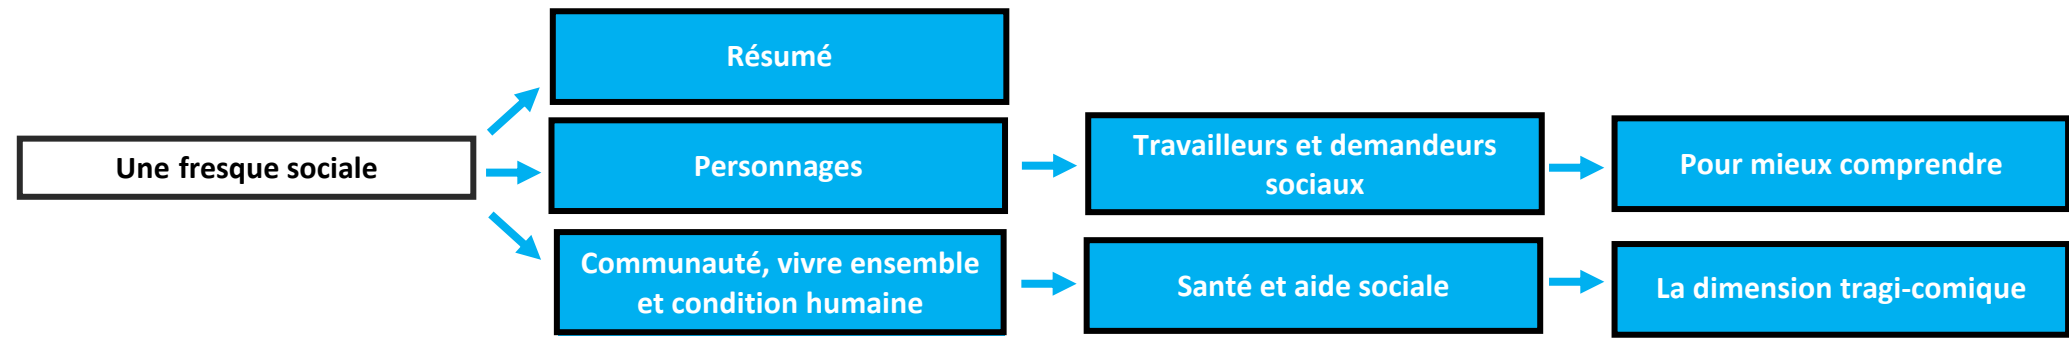 Une fresque sociale
Résumé
Personnages
Travailleurs et demandeurs
sociaux
Pour mieux comprendre
Communauté, vivre ensemble
et condition humaine
Santé et aide sociale
La dimension tragi-comique